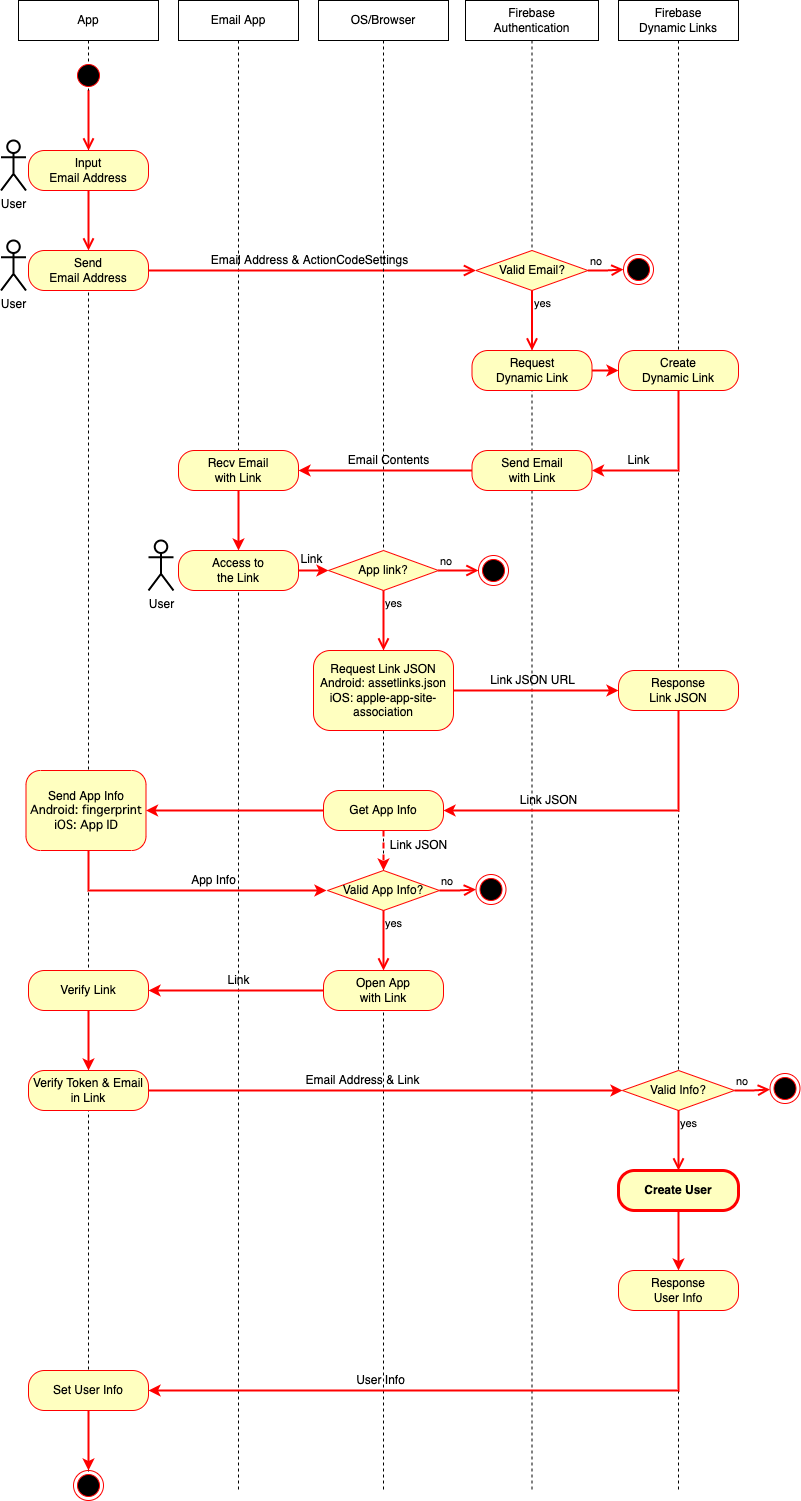 App
Email App
OS/Browser
Firebase
Authentication
Firebase
Dynamic Links
Input
Email Address
User
Send
Email Address
User
Email Address & ActionCodeSettings
Valid Email?
no
yes
Request
Dynamic Link
Create
Dynamic Link
Link
Send Email
with Link
Email Contents
Recv Email
with Link
Access to
the Link
User
Link
App link?
no
yes
Request Link JSON
Android: assetlinks.json
iOS: apple-app-site-
association
Link JSON URL
Response
Link JSON
Link JSON
Get App Info
Send App Info
Android: fingerprint
iOS: App ID
Link JSON
App Info
Valid App Info?
no
yes
Open App
with Link
Link
Verify Link
Verify Token & Email
in Link
Email Address & Link
Valid Info?
no
yes
Create User
Response
User Info
User Info
Set User Info